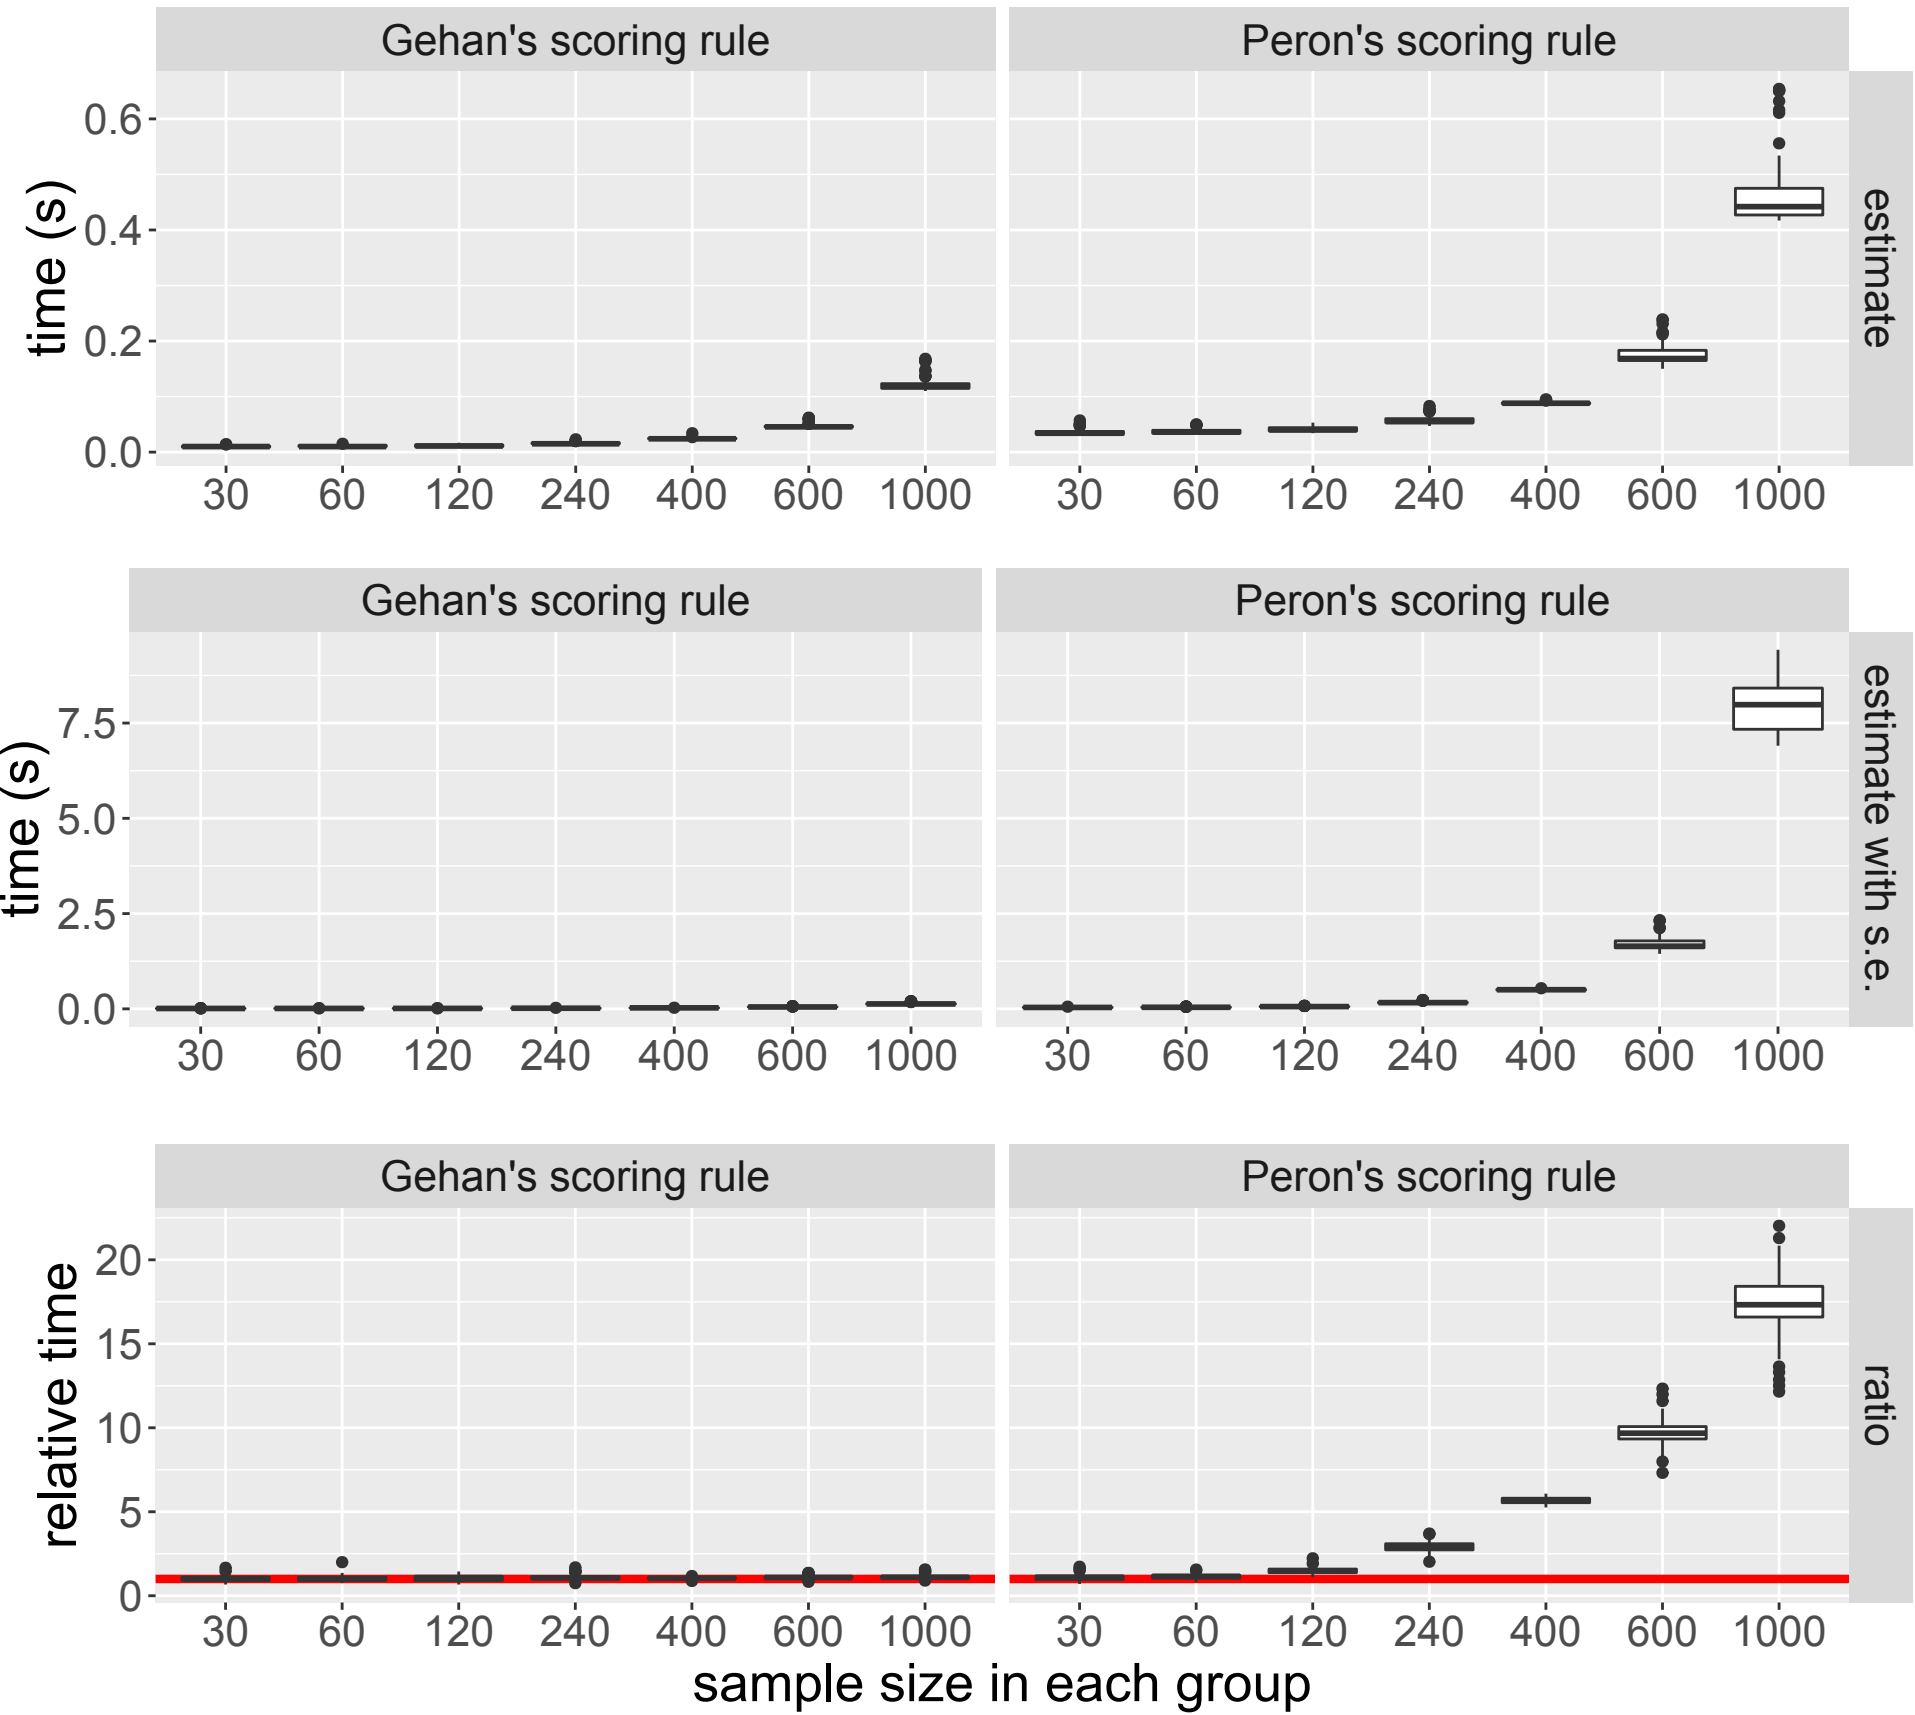 Gehan's scoring rule Peron's scoring rule
time (s)
0.6
0.4
0.2
0.0
estimate
30 60 120 240 400 600 1000 30 60 120 240 400 600 1000
Gehan's scoring rule Peron's scoring rule
time (s)
7.5
5.0
2.5
0.0
estimate with s.e.
30 60 120 240 400 600 1000 30 60 120 240 400 600 1000
Gehan's scoring rule Peron's scoring rule
relative time
20
15
10
5
0
ratio
30 60 120 240 400 600 1000 30 60 120 240 400 600 1000
sample size in each group